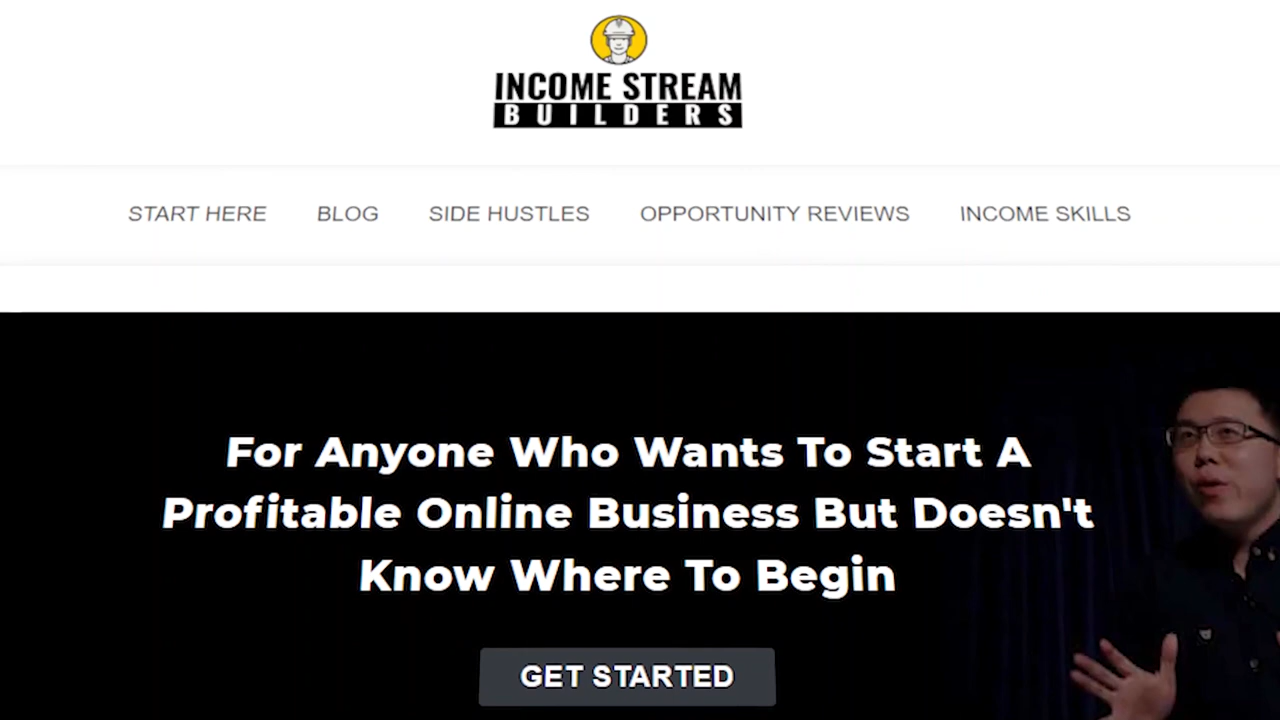 INCOME STREAM
BUILDERS
START HERE BLOG SIDE HUSTLES OPPORTUNITY REVIEWS INCOME SKILLS
For Anyone Who Wants To Start A
Profitable Online Business But Doesn't
Know Where To Begin
GET STARTED